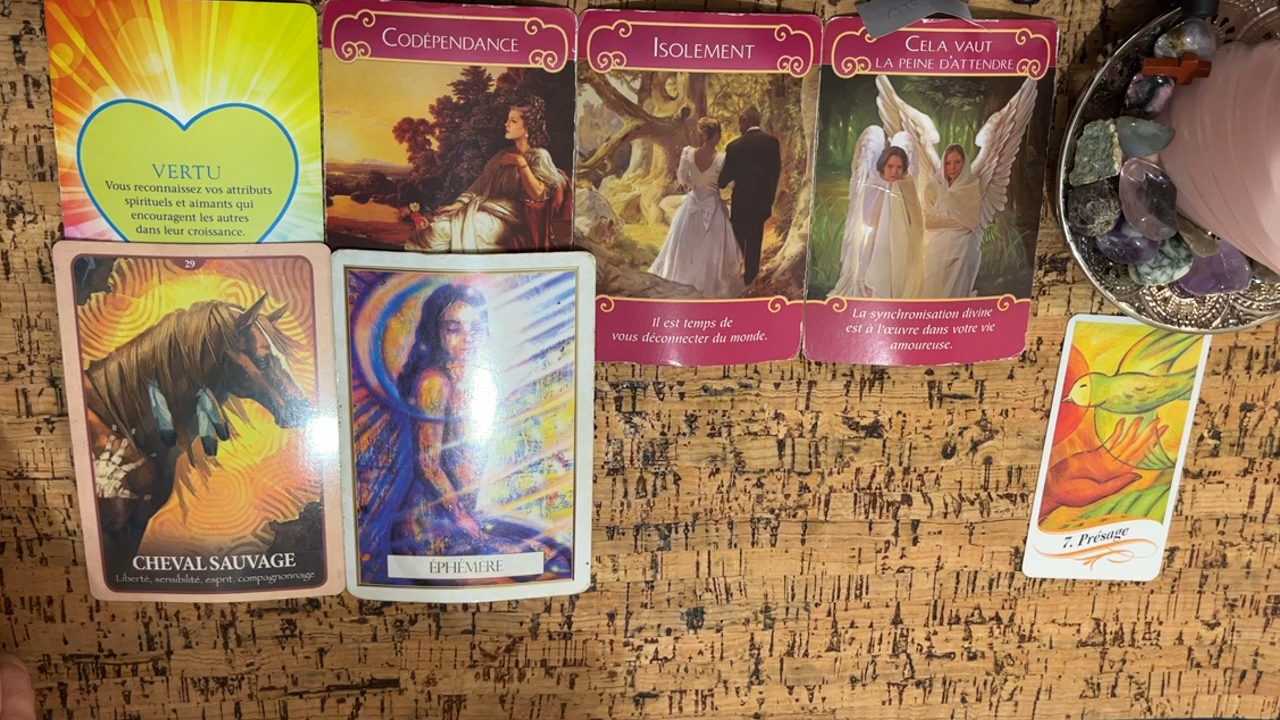 VERTU
Vous reconnaissez vos attributs
spirituels et aimants qui
encouragent les autres
dans leur croissance.
CODÉPENDANCE
ISOLEMENT
Il est temps de
vous déconnecter du monde.
CELA VAUT
LA PEINE D'ATTENDRE
La synchronisation divine
est à l'œuvre dans votre vie
amoureuse.
29
CHEVAL SAUVAGE
Liberté, sensibilité, esprit, compagnonnage
ÉPHÉMÈRE
7. Présage